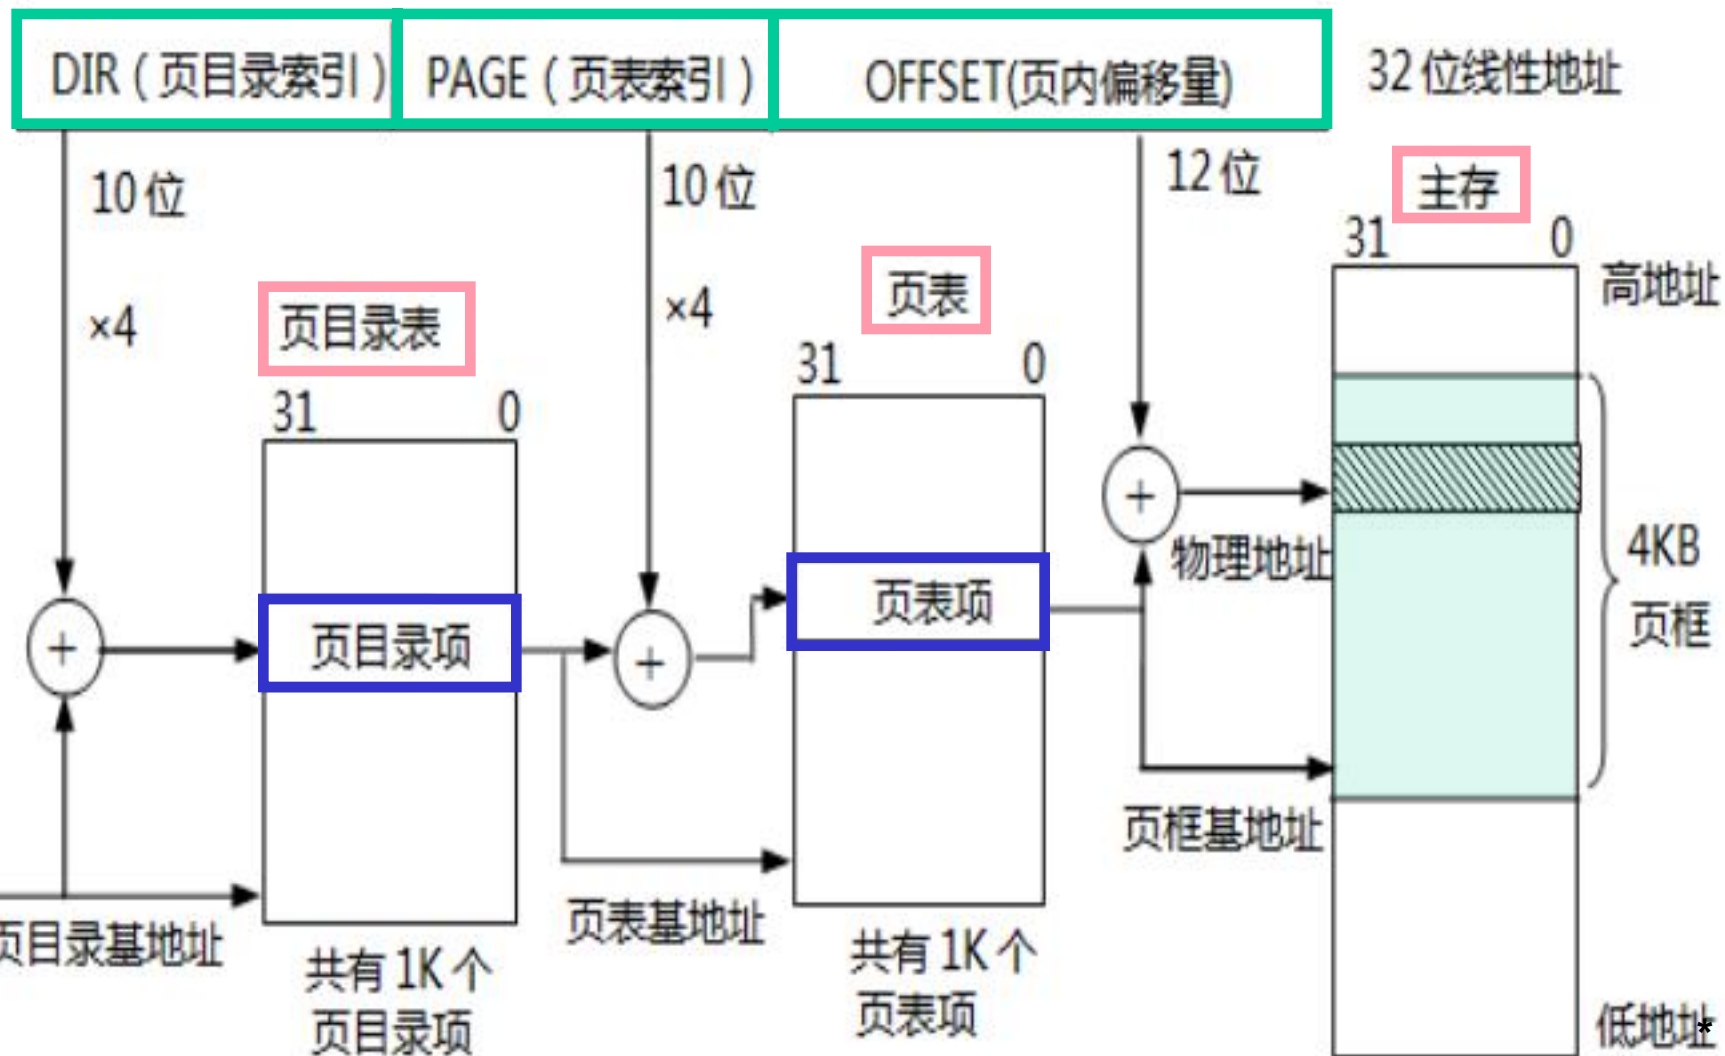 DIR（页目录索引）
PAGE（页表索引）
OFFSET(页内偏移量)
32位线性地址
10位
10位
12位
主存
31 0
高地址
×4
×4
页目录表
页表
31 0
31 0
+
4KB
页框
物理地址
页表项
页目录项
+
+
页框基地址
页目录基地址
页表基地址
共有1K个
页目录项
共有1K个
页表项
低地址
*